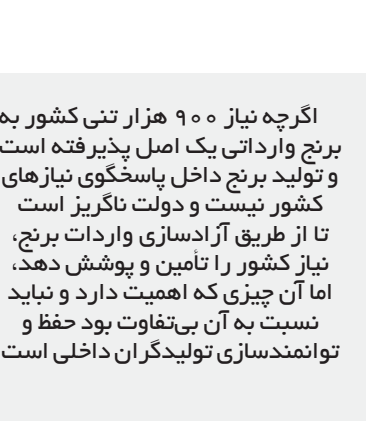 اگرچه نیاز ۹۰۰ هزار تنی کشور به
برنج وارداتی یک اصل پذیرفته است
و تولید برنج داخل پاسخگوی نیازهای
کشور نیست و دولت ناگریز است
تا از طریق آزادسازی واردات برنج،
نیاز کشور را تأمین و پوشش دهد،
اما آن چیزی که اهمیت دارد و نباید
نسبت به آن بی‌تفاوت بود حفظ و
توانمندسازی تولیدگران داخلی است